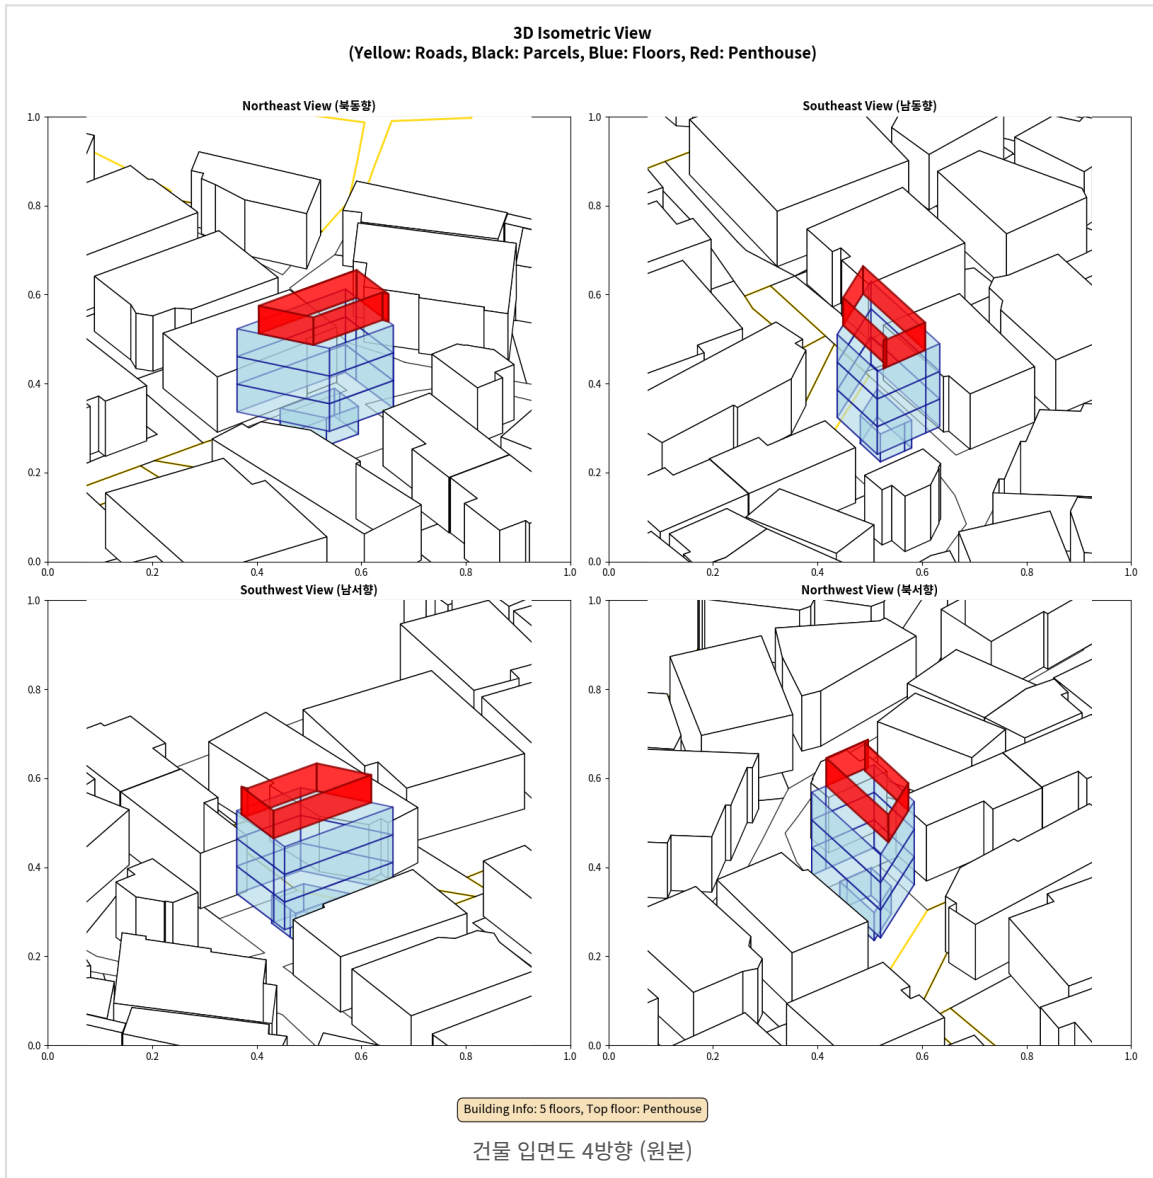 3D Isometric View
(Yellow: Roads, Black: Parcels, Blue: Floors, Red: Penthouse)
Northeast View (북동향)
1.0
0.8
0.6
0.4
0.2
0.0
0.0 0.2 0.4 0.6 0.8 1.0
Southeast View (남동향)
1.0
0.8
0.6
0.4
0.2
0.0
0.0 0.2 0.4 0.6 0.8 1.0
Southwest View (남서향)
1.0
0.8
0.6
0.4
0.2
0.0
0.0 0.2 0.4 0.6 0.8 1.0
Northwest View (북서향)
1.0
0.8
0.6
0.4
0.2
0.0
0.0 0.2 0.4 0.6 0.8 1.0
Building Info: 5 floors, Top floor: Penthouse
건물 입면도 4방향 (원본)